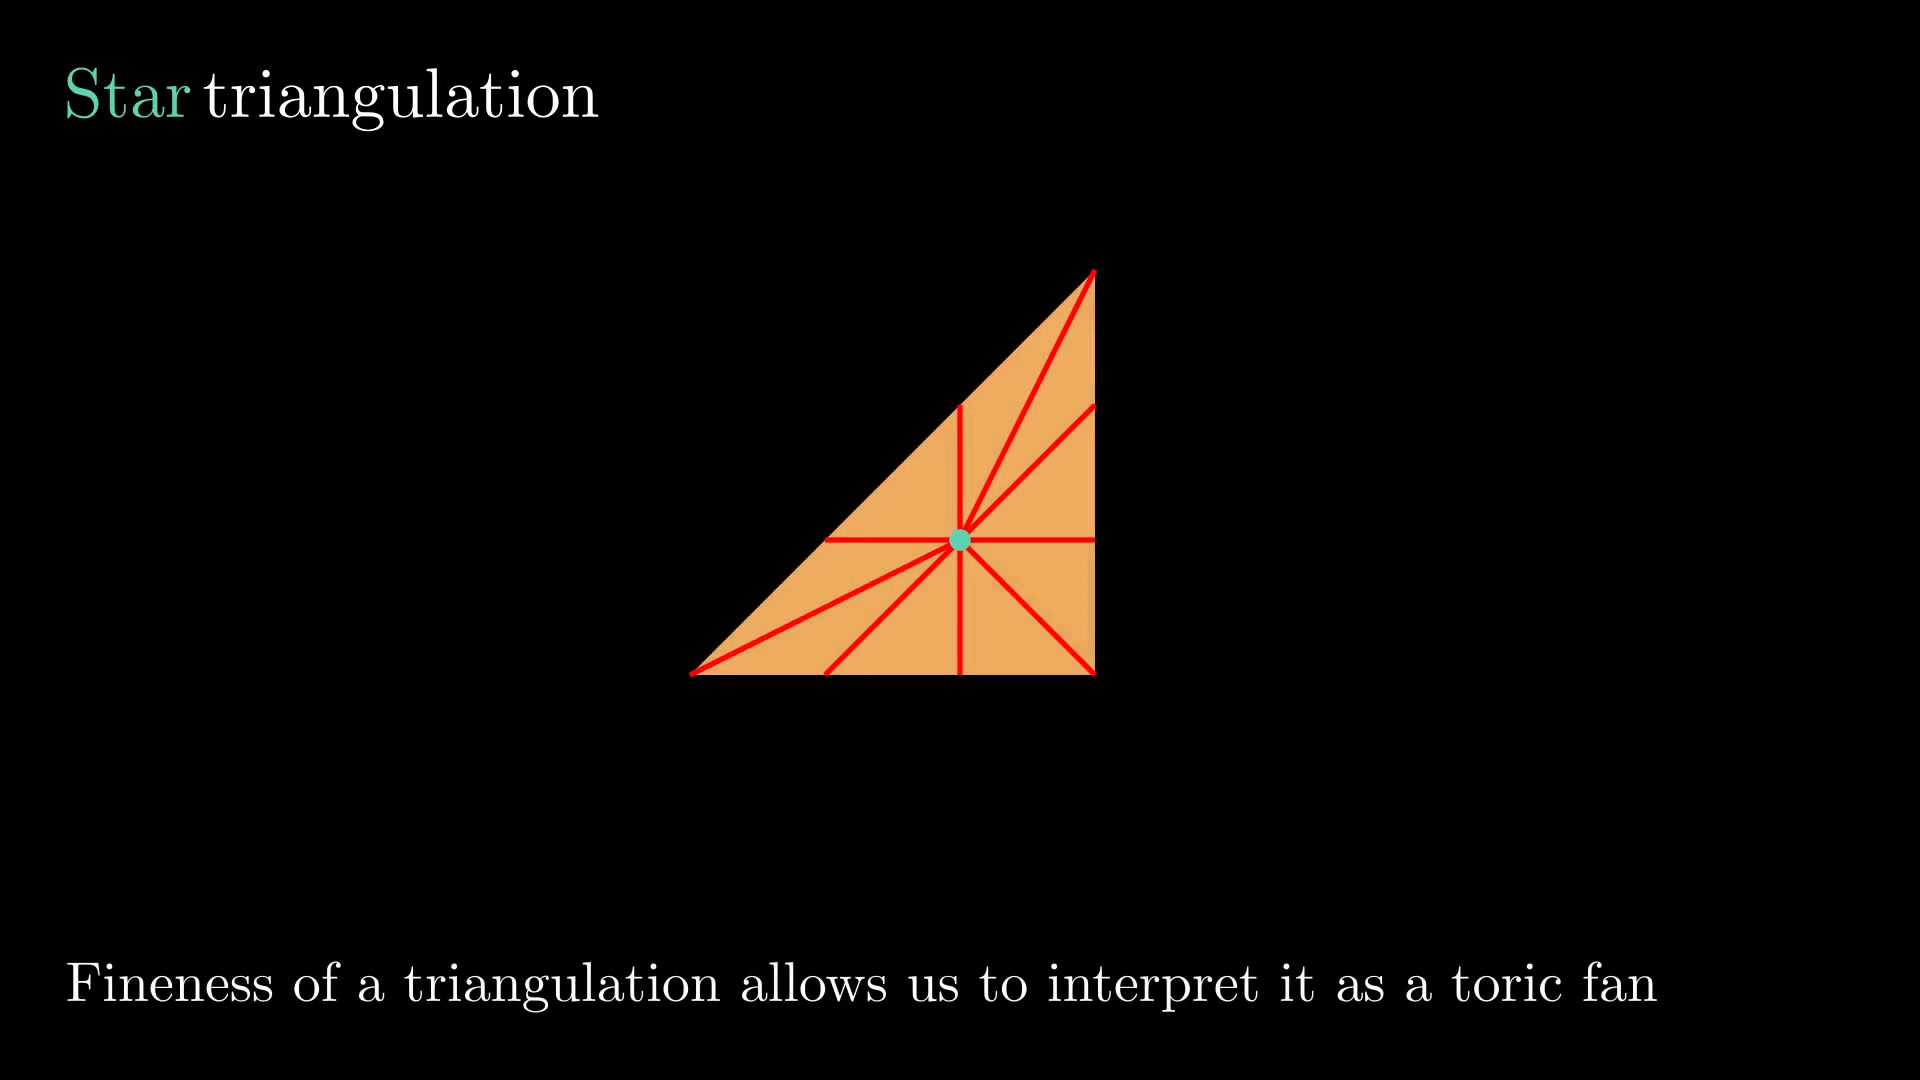 Star triangulation
Fineness of a triangulation allows us to interpret it as a toric fan